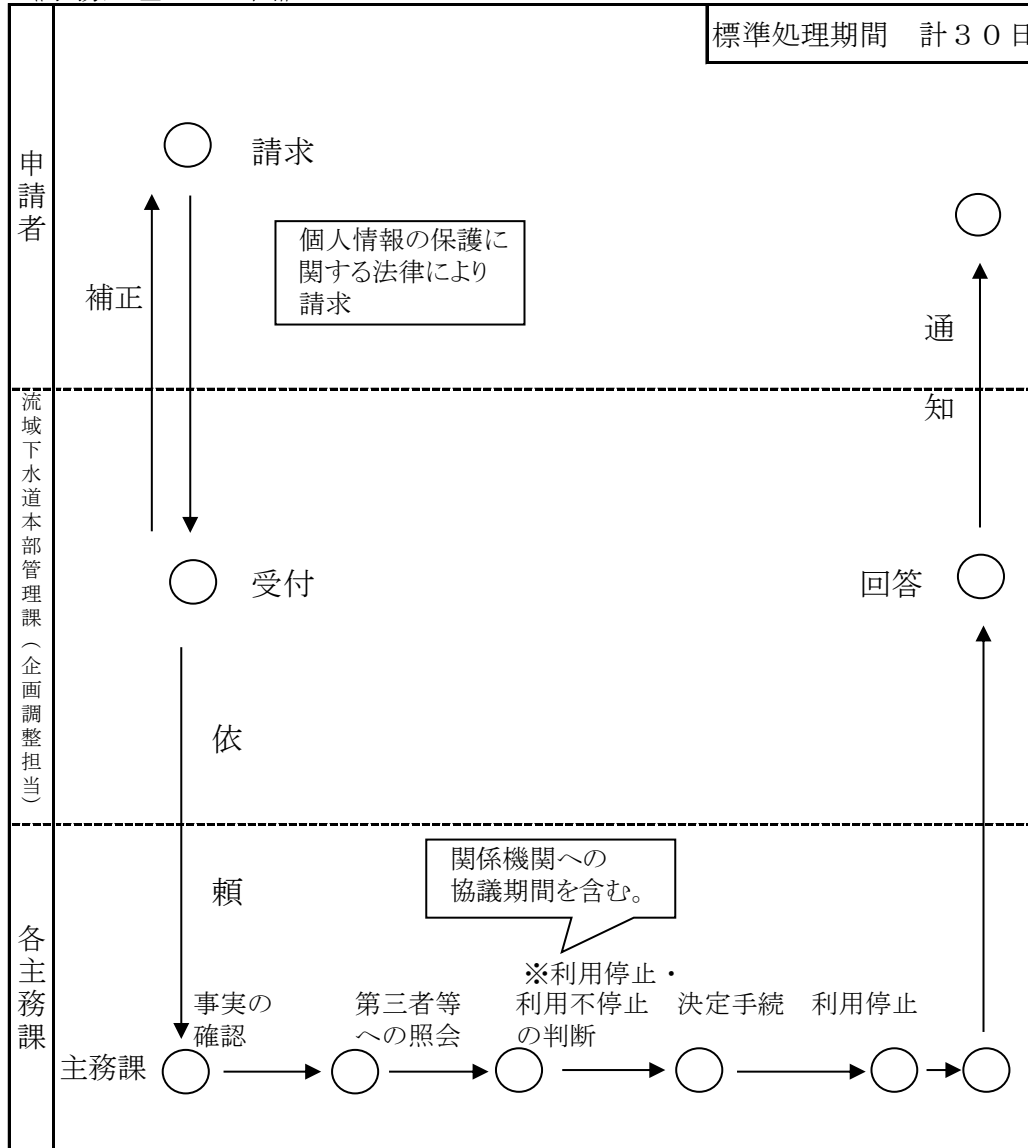 標準処理期間　計３０日
申請者
請求
個人情報の保護に
関する法律により
請求
補正
通
知
流域下水道本部管理課（企画調整担当）
受付
回答
依
頼
関係機関への
協議期間を含む。
各主務課
※利用停止・
利用不停止
の判断
事実の
確認
第三者等
への照会
決定手続
利用停止
主務課